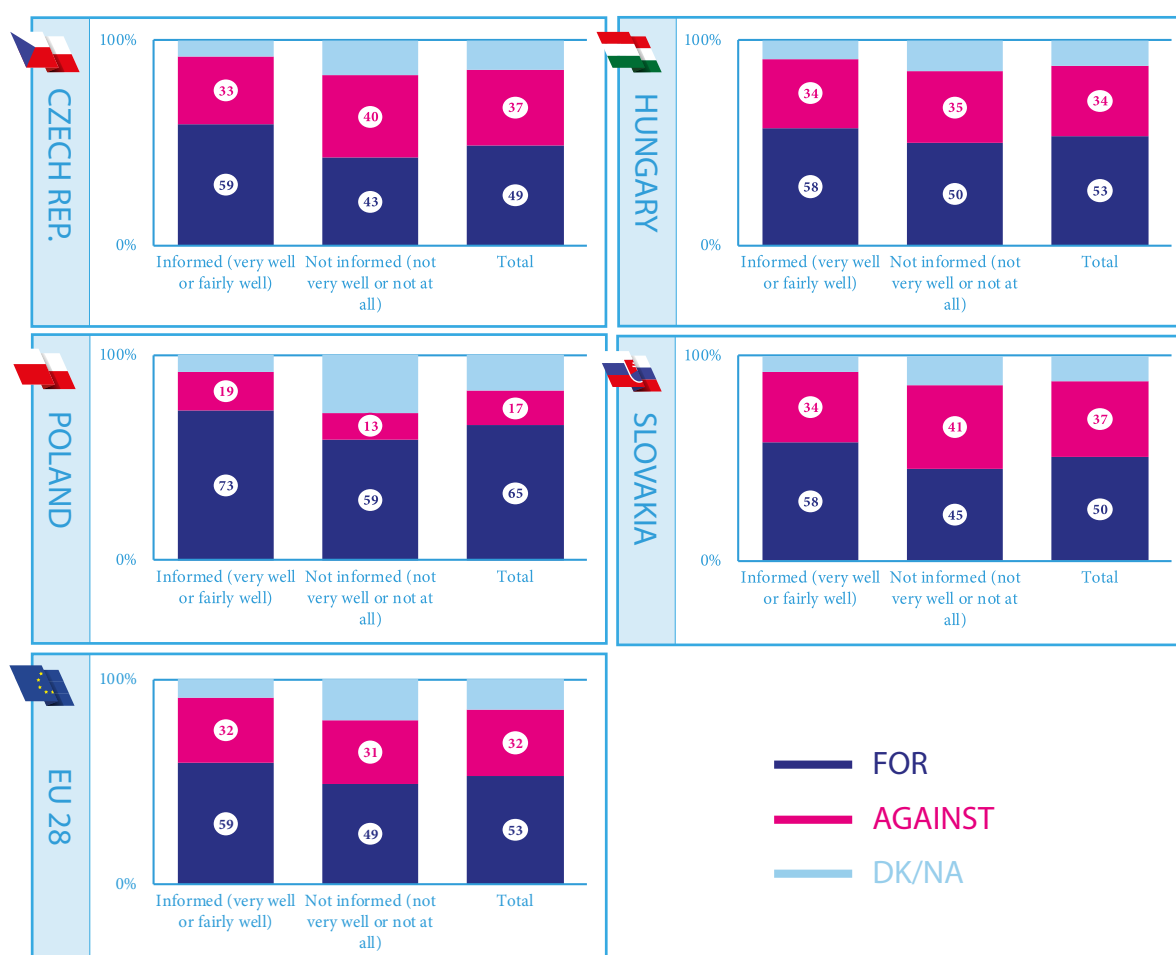 CZECH REP.
100%
33
40
37
59
43
49
0%
Informed (very well
or fairly well)
Not informed (not
very well or not at
all)
Total
HUNGARY
100%
34
35
34
58
50
53
0%
Informed (very well
or fairly well)
Not informed (not
very well or not at
all)
Total
POLAND
100%
19
13
17
73
59
65
0%
Informed (very well
or fairly well)
Not informed (not
very well or not at
all)
Total
SLOVAKIA
100%
34
41
37
58
45
50
0%
Informed (very well
or fairly well)
Not informed (not
very well or not at
all)
Total
EU 28
100%
32
31
32
59
49
53
0%
Informed (very well
or fairly well)
Not informed (not
very well or not at
all)
Total
FOR
AGAINST
DK/NA